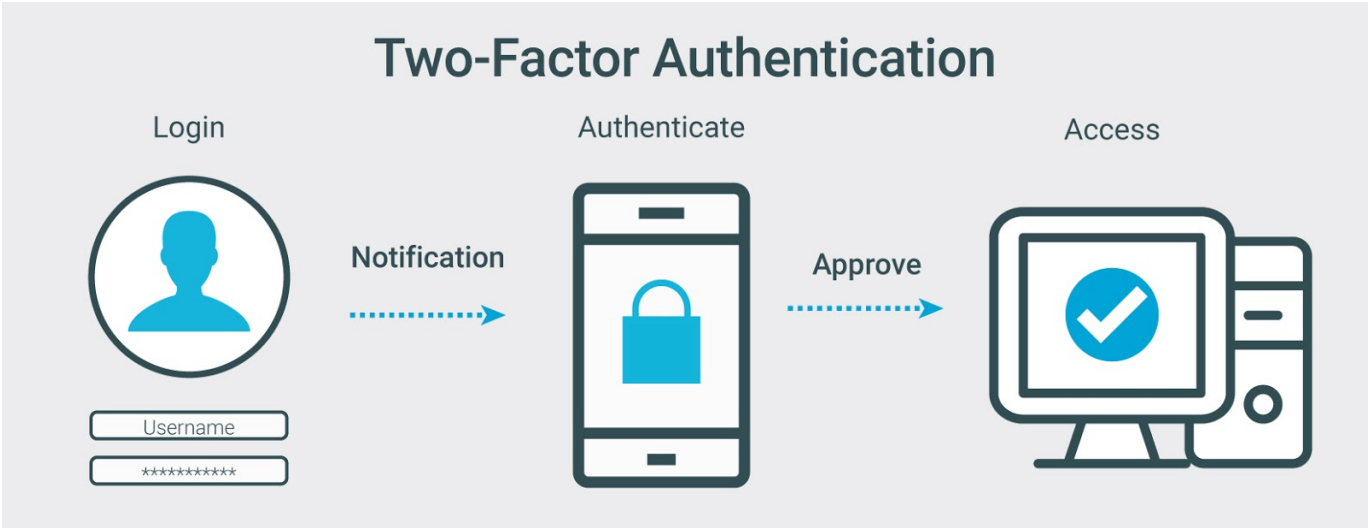 Two-Factor Authentication
Login
Authenticate
Access
Notification
Approve
Username
***********